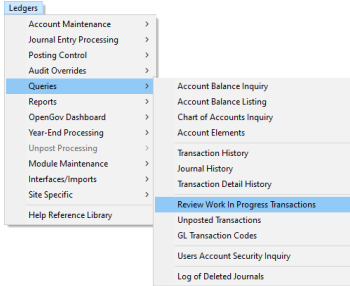 Ledgers
Account Maintenance
Journal Entry Processing
Posting Control
Audit Overrides
Queries
Reports
OpenGov Dashboard
Year-End Processing
Unpost Processing
Module Maintenance
Interfaces/Imports
Site Specific
Help Reference Library
Account Balance Inquiry
Account Balance Listing
Chart of Accounts Inquiry
Account Elements
Transaction History
Journal History
Transaction Detail History
Review Work In Progress Transactions
Unposted Transactions
GL Transaction Codes
Users Account Security Inquiry
Log of Deleted Journals